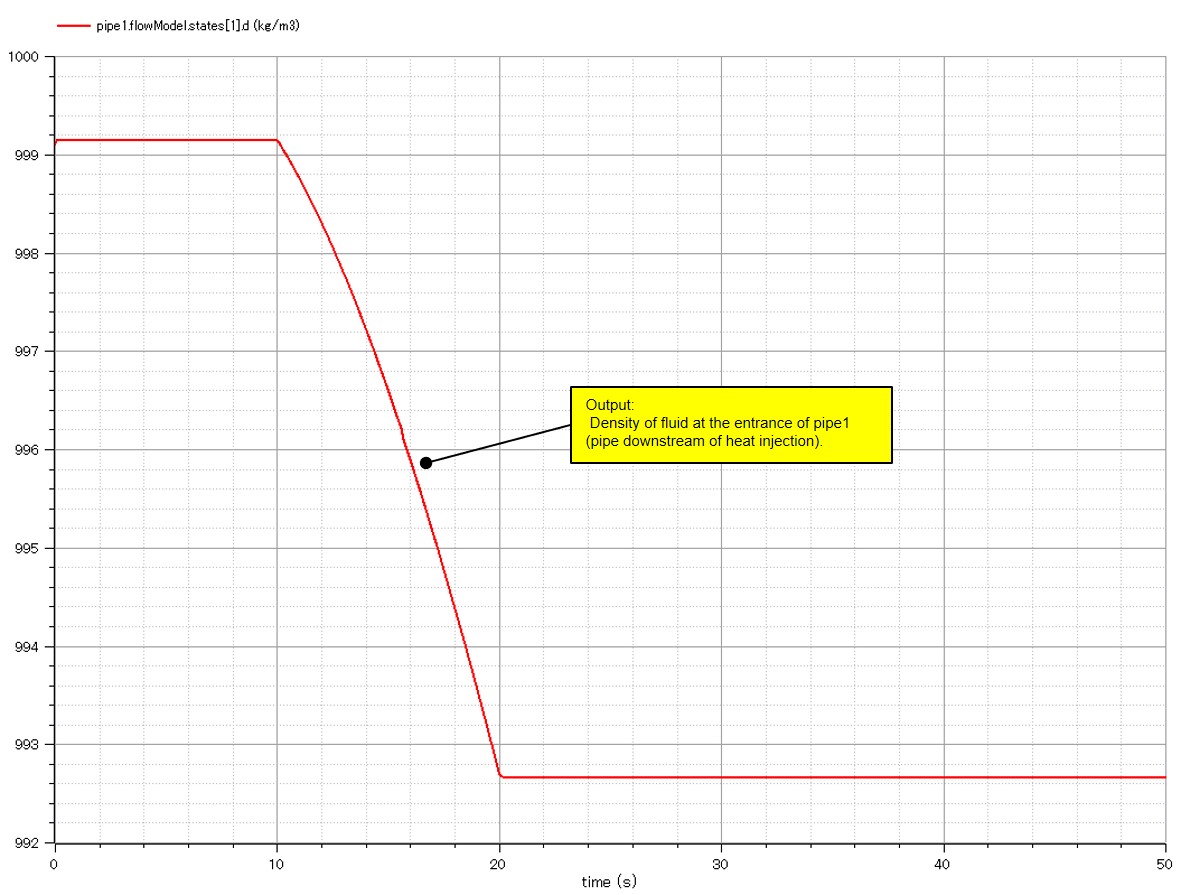 pipe1.flowModel.states[1].d (kg/m3)
1000
999
998
997
996
995
994
993
992
Output:
Density of fluid at the entrance of pipe1
(pipe downstream of heat injection).
0 10 20 30 40 50
time (s)